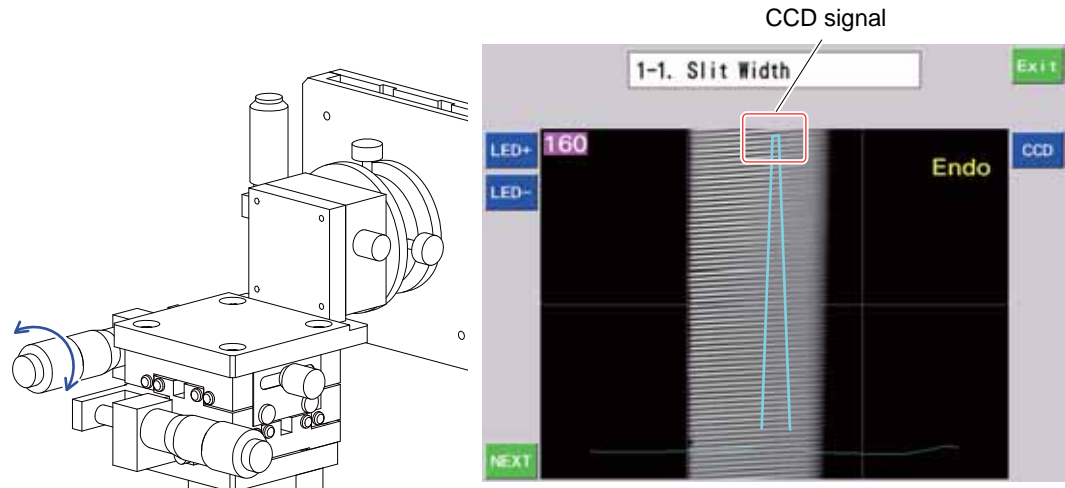 CCD signal
1-1. Slit Width
Exit
LED+
160
CCD
Endo
LED-
NEXT